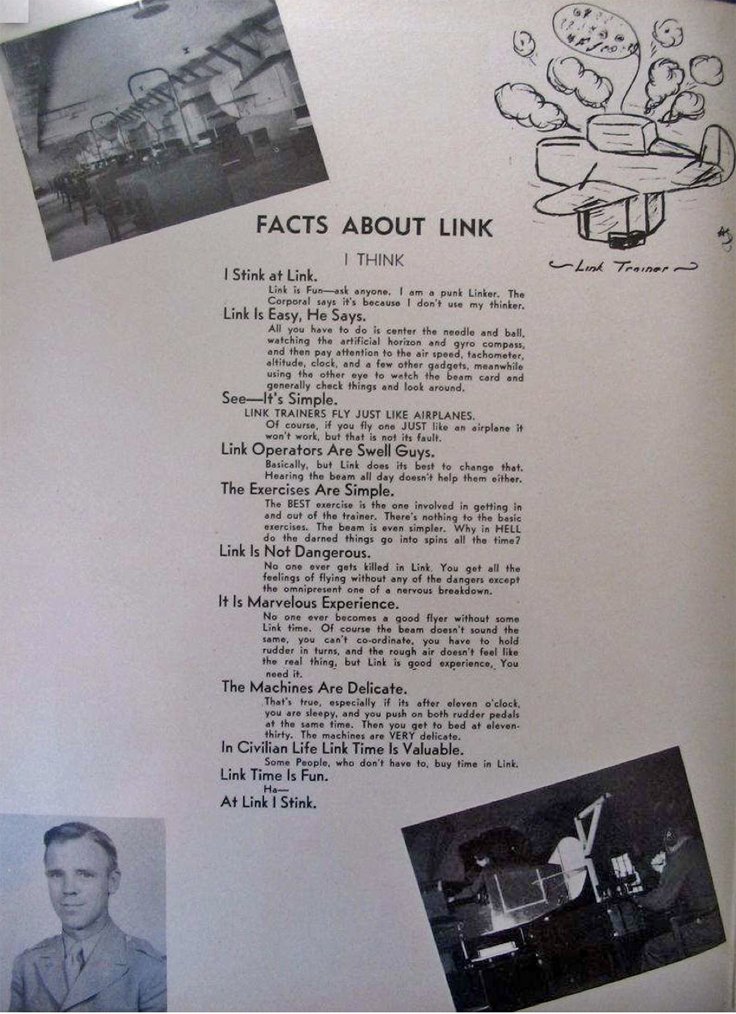 FACTS ABOUT LINK
I THINK
I Stink at Link.
Link is Fun—ask anyone. I am a punk Linker. The
Corporal says it's because I don't use my thinker.
Link Is Easy, He Says.
All you have to do is center the needle and ball,
watching the artificial horizon and gyro compass,
and then pay attention to the air speed, tachometer,
altitude, clock, and a few other gadgets, meanwhile
using the other eye to watch the beam card and
generally check things and look around.
See—It's Simple.
LINK TRAINERS FLY JUST LIKE AIRPLANES.
Of course, if you fly one JUST like an airplane it
won't work, but that is not its fault.
Link Operators Are Swell Guys.
Basically, but Link does its best to change that.
Hearing the beam all day doesn't help them either.
The Exercises Are Simple.
The BEST exercise is the one involved in getting in
and out of the trainer. There's nothing to the basic
exercises. The beam is even simpler. Why in HELL
do the darned things go into spins all the time?
Link Is Not Dangerous.
No one ever gets killed in Link. You get all the
feelings of flying without any of the dangers except
the omnipresent one of a nervous breakdown.
It Is Marvelous Experience.
No one ever becomes a good flyer without some
Link time. Of course the beam doesn't sound the
same, you can't co-ordinate, you have to hold
rudder in turns, and the rough air doesn't feel like
the real thing, but Link is good experience. You
need it.
The Machines Are Delicate.
That's true, especially if its after eleven o'clock,
you are sleepy, and you push on both rudder pedals
at the same time. Then you get to bed at eleven-
thirty. The machines are VERY delicate.
In Civilian Life Link Time Is Valuable.
Some People, who don't have to, buy time in Link.
Link Time Is Fun.
Ha—
At Link I Stink.
Link Trainer